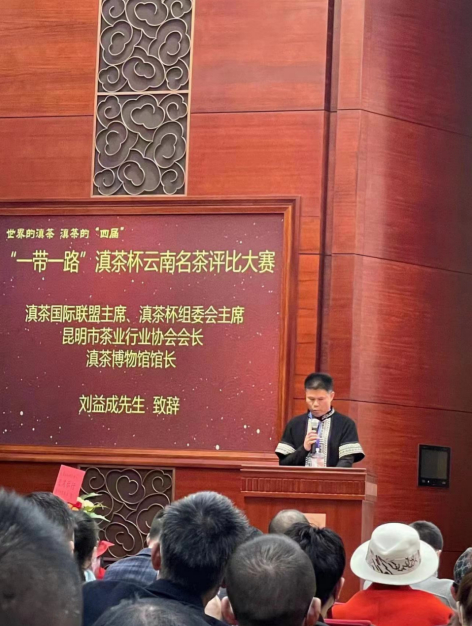 世界的滇茶 滇茶的“四届”
“一带一路”滇茶杯云南名茶评比大赛
滇茶国际联盟主席、滇茶杯组委会主席
昆明市茶业行业协会会长
滇茶博物馆馆长
刘益成先生 致辞